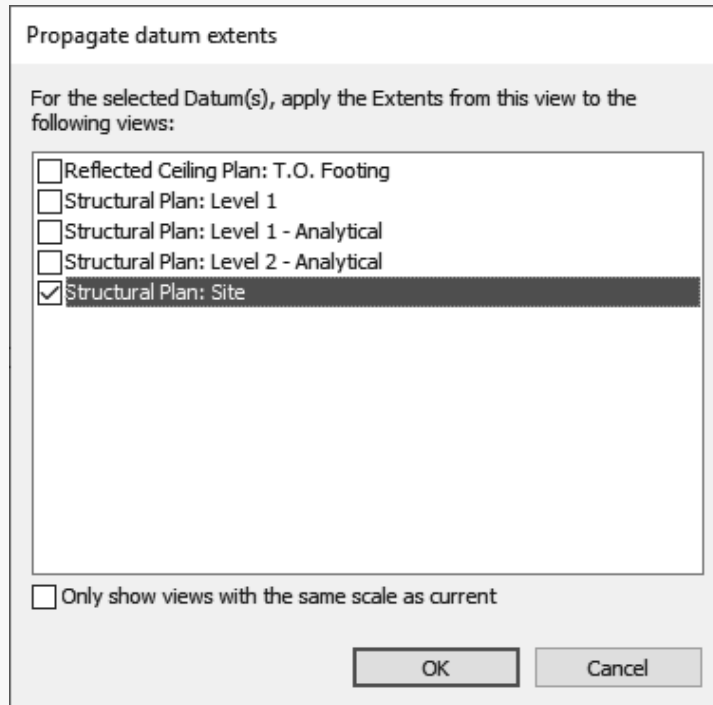 Propagate datum extents
For the selected Datum(s), apply the Extents from this view to the
following views:
Reflected Ceiling Plan: T.O. Footing
Structural Plan: Level 1
Structural Plan: Level 1 - Analytical
Structural Plan: Level 2 - Analytical
Structural Plan: Site
Only show views with the same scale as current
OK
Cancel